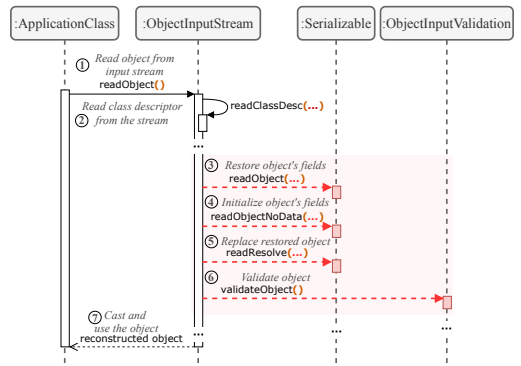 :ApplicationClass
:ObjectInputStream
:Serializable
:ObjectInputValidation
1 Read object from
input stream
readObject()
Read class descriptor
2 from the stream
readClassDesc(...)
...
3 Restore object's fields
readObject(...)
4 Initialize object's fields
readObjectNoData(...)
5 Replace restored object
readResolve(...)
6 Validate object
validateObject()
7 Cast and
use the object
... ... ...
reconstructed object